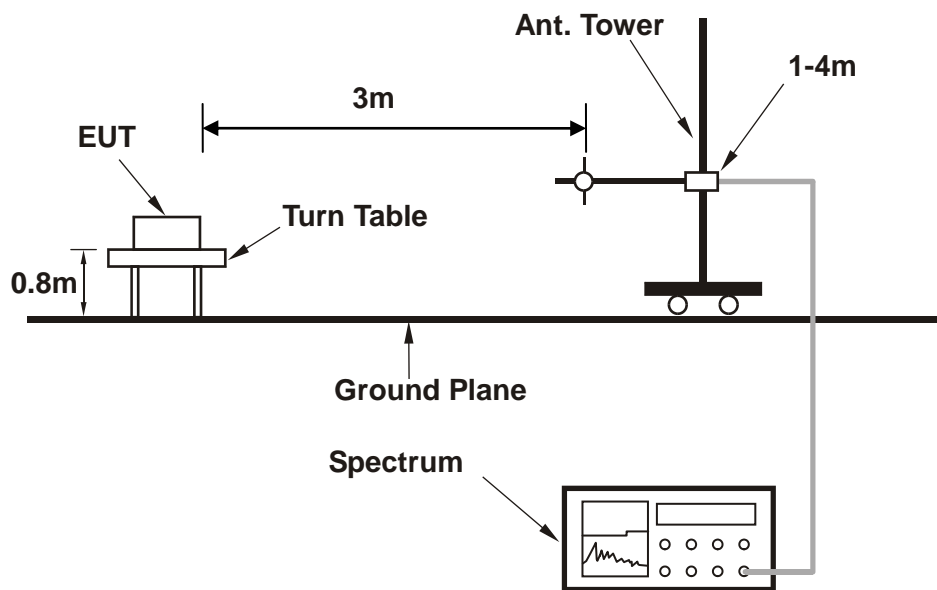 Ant. Tower
1-4m
3m
EUT
Turn Table
0.8m
Ground Plane
Spectrum